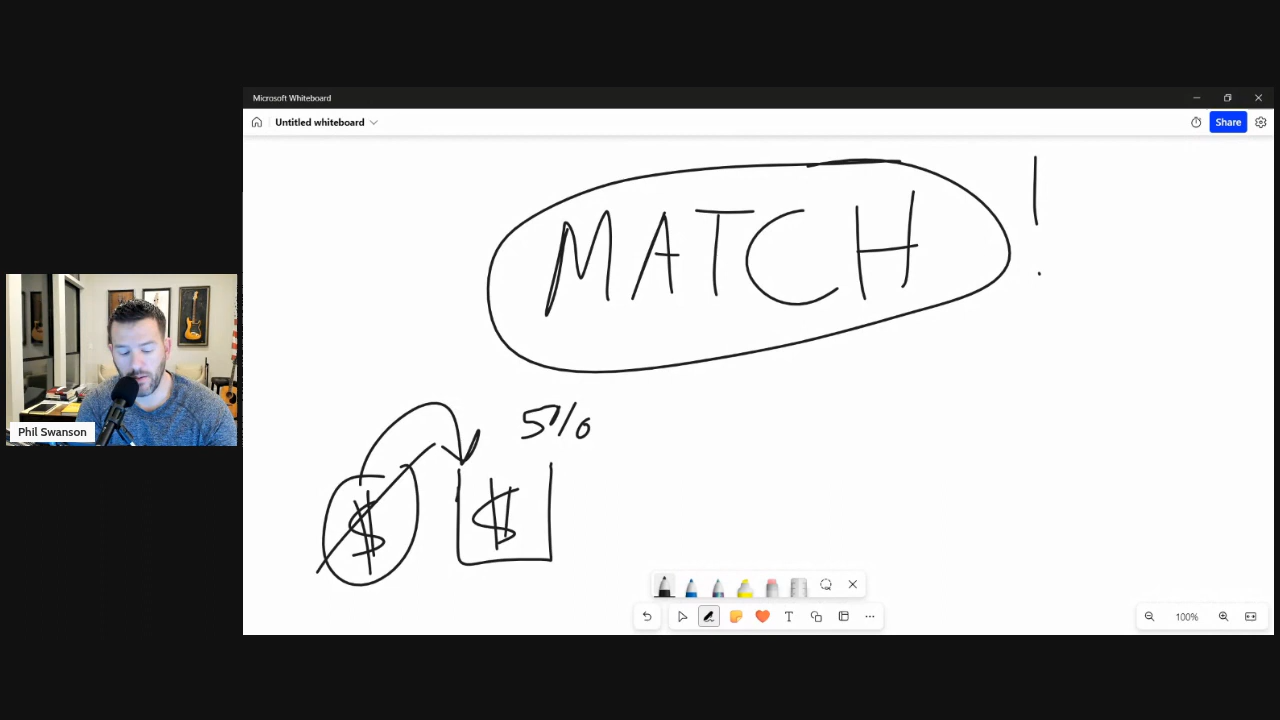 Microsoft Whiteboard
Untitled whiteboard
Share
MATCH!
5%
$
$
Phil Swanson
100%